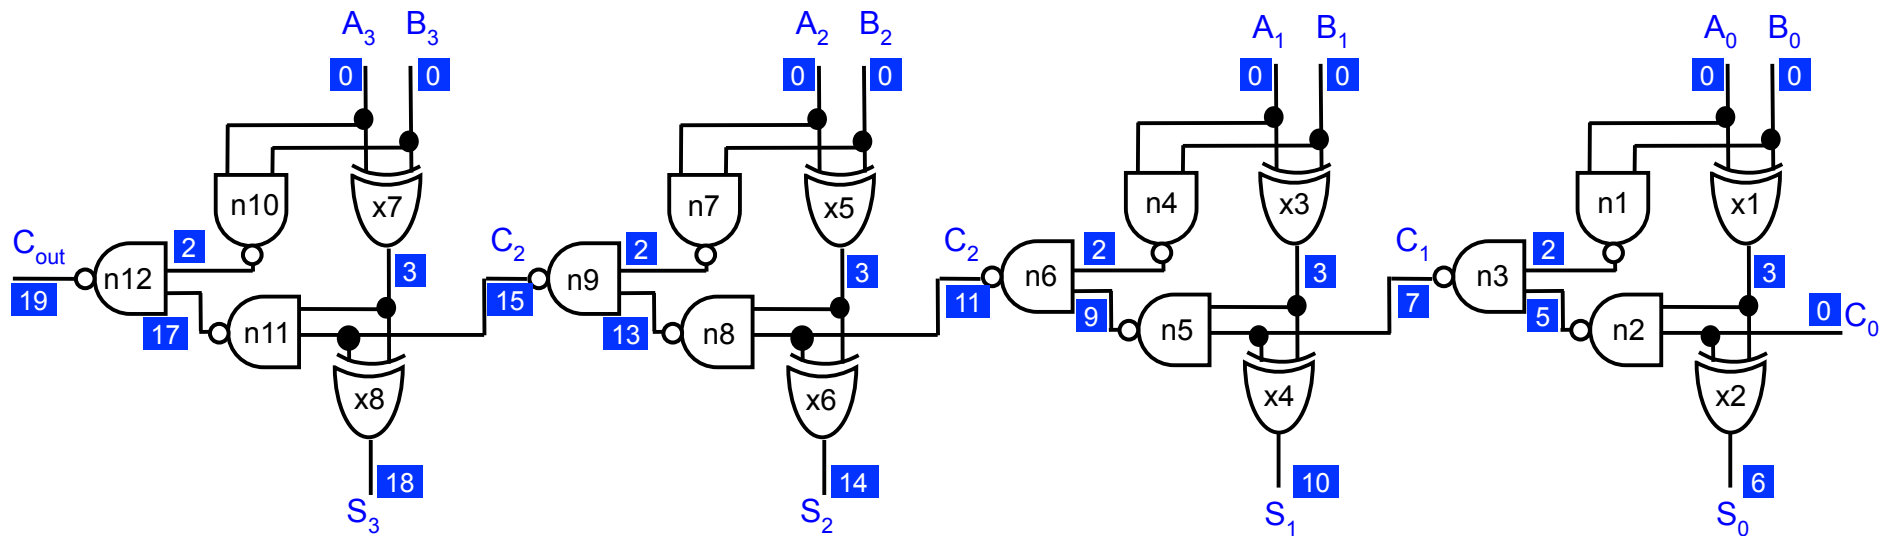 A3 B3 A2 B2 A1 B1 A0 B0
0 0 0 0 0 0 0 0
n10 x7 n7 x5 n4 x3 n1 x1
Cout 2 C2 2 C2 2 C1 2
n12 3 n9 3 n6 3 n3 3
19 15 11 7 0 C0
17 n11 13 n8 9 n5 5 n2
x8 x6 x4 x2
18 14 10 6
S3 S2 S1 S0